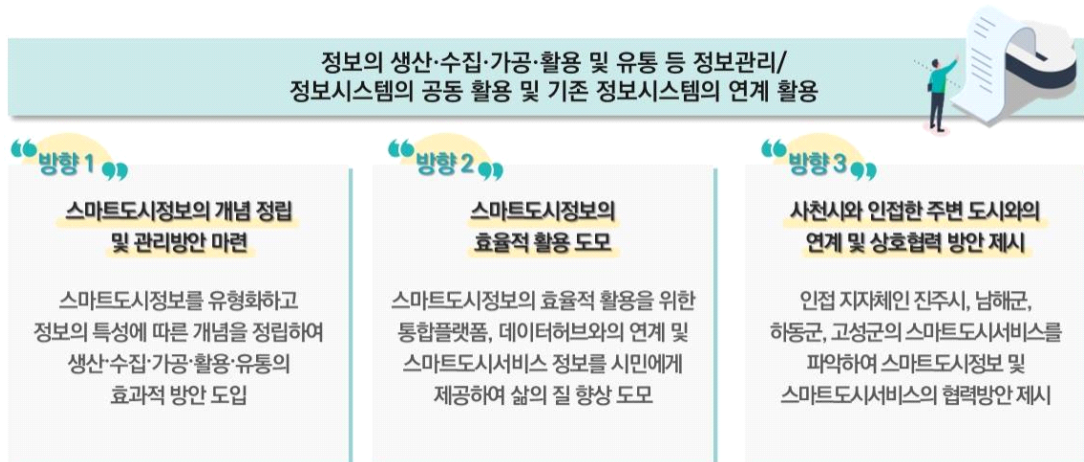 정보의 생산·수집·가공·활용 및 유통 등 정보관리/
정보시스템의 공동 활용 및 기존 정보시스템의 연계 활용
방향 1
스마트도시정보의 개념 정립
및 관리방안 마련
스마트도시정보를 유형화하고
정보의 특성에 따른 개념을 정립하여
생산·수집·가공·활용·유통의
효과적 방안 도입
방향 2
스마트도시정보의
효율적 활용 도모
스마트도시정보의 효율적 활용을 위한
통합플랫폼, 데이터허브와의 연계 및
스마트도시서비스 정보를 시민에게
제공하여 삶의 질 향상 도모
방향 3
사천시와 인접한 주변 도시와의
연계 및 상호협력 방안 제시
인접 지자체인 진주시, 남해군,
하동군, 고성군의 스마트도시서비스를
파악하여 스마트도시정보 및
스마트도시서비스의 협력방안 제시